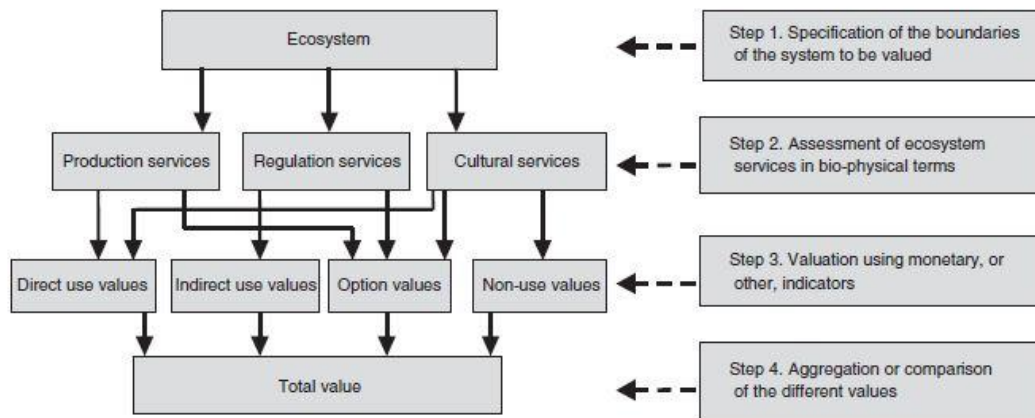 Ecosystem
Step 1. Specification of the boundaries
of the system to be valued
Production services
Regulation services
Cultural services
Step 2. Assessment of ecosystem
services in bio-physical terms
Direct use values
Indirect use values
Option values
Non-use values
Step 3. Valuation using monetary, or
other, indicators
Total value
Step 4. Aggregation or comparison
of the different values